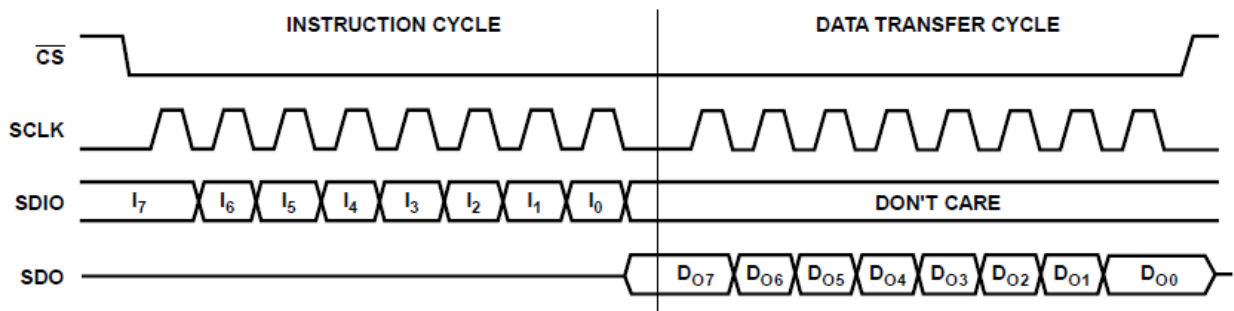 INSTRUCTION CYCLE DATA TRANSFER CYCLE
CS
SCLK
SDIO I7 I6 I5 I4 I3 I2 I1 I0 DON'T CARE
SDO DO7 DO6 DO5 DO4 DO3 DO2 DO1 DO0